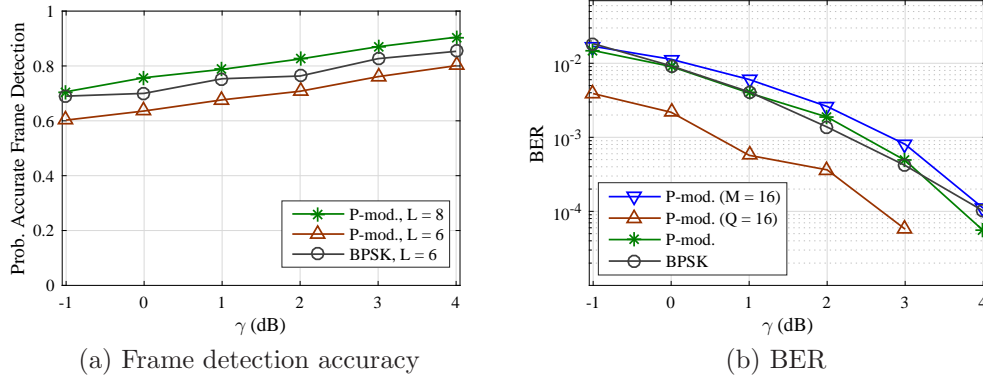 Prob. Accurate Frame Detection
1
0.8
0.6
0.4
0.2
0
P-mod., L = 8
P-mod., L = 6
BPSK, L = 6
-1 0 1 2 3 4
γ (dB)
(a) Frame detection accuracy
BER
10-2
10-3
10-4
P-mod. (M = 16)
P-mod. (Q = 16)
P-mod.
BPSK
-1 0 1 2 3 4
γ (dB)
(b) BER